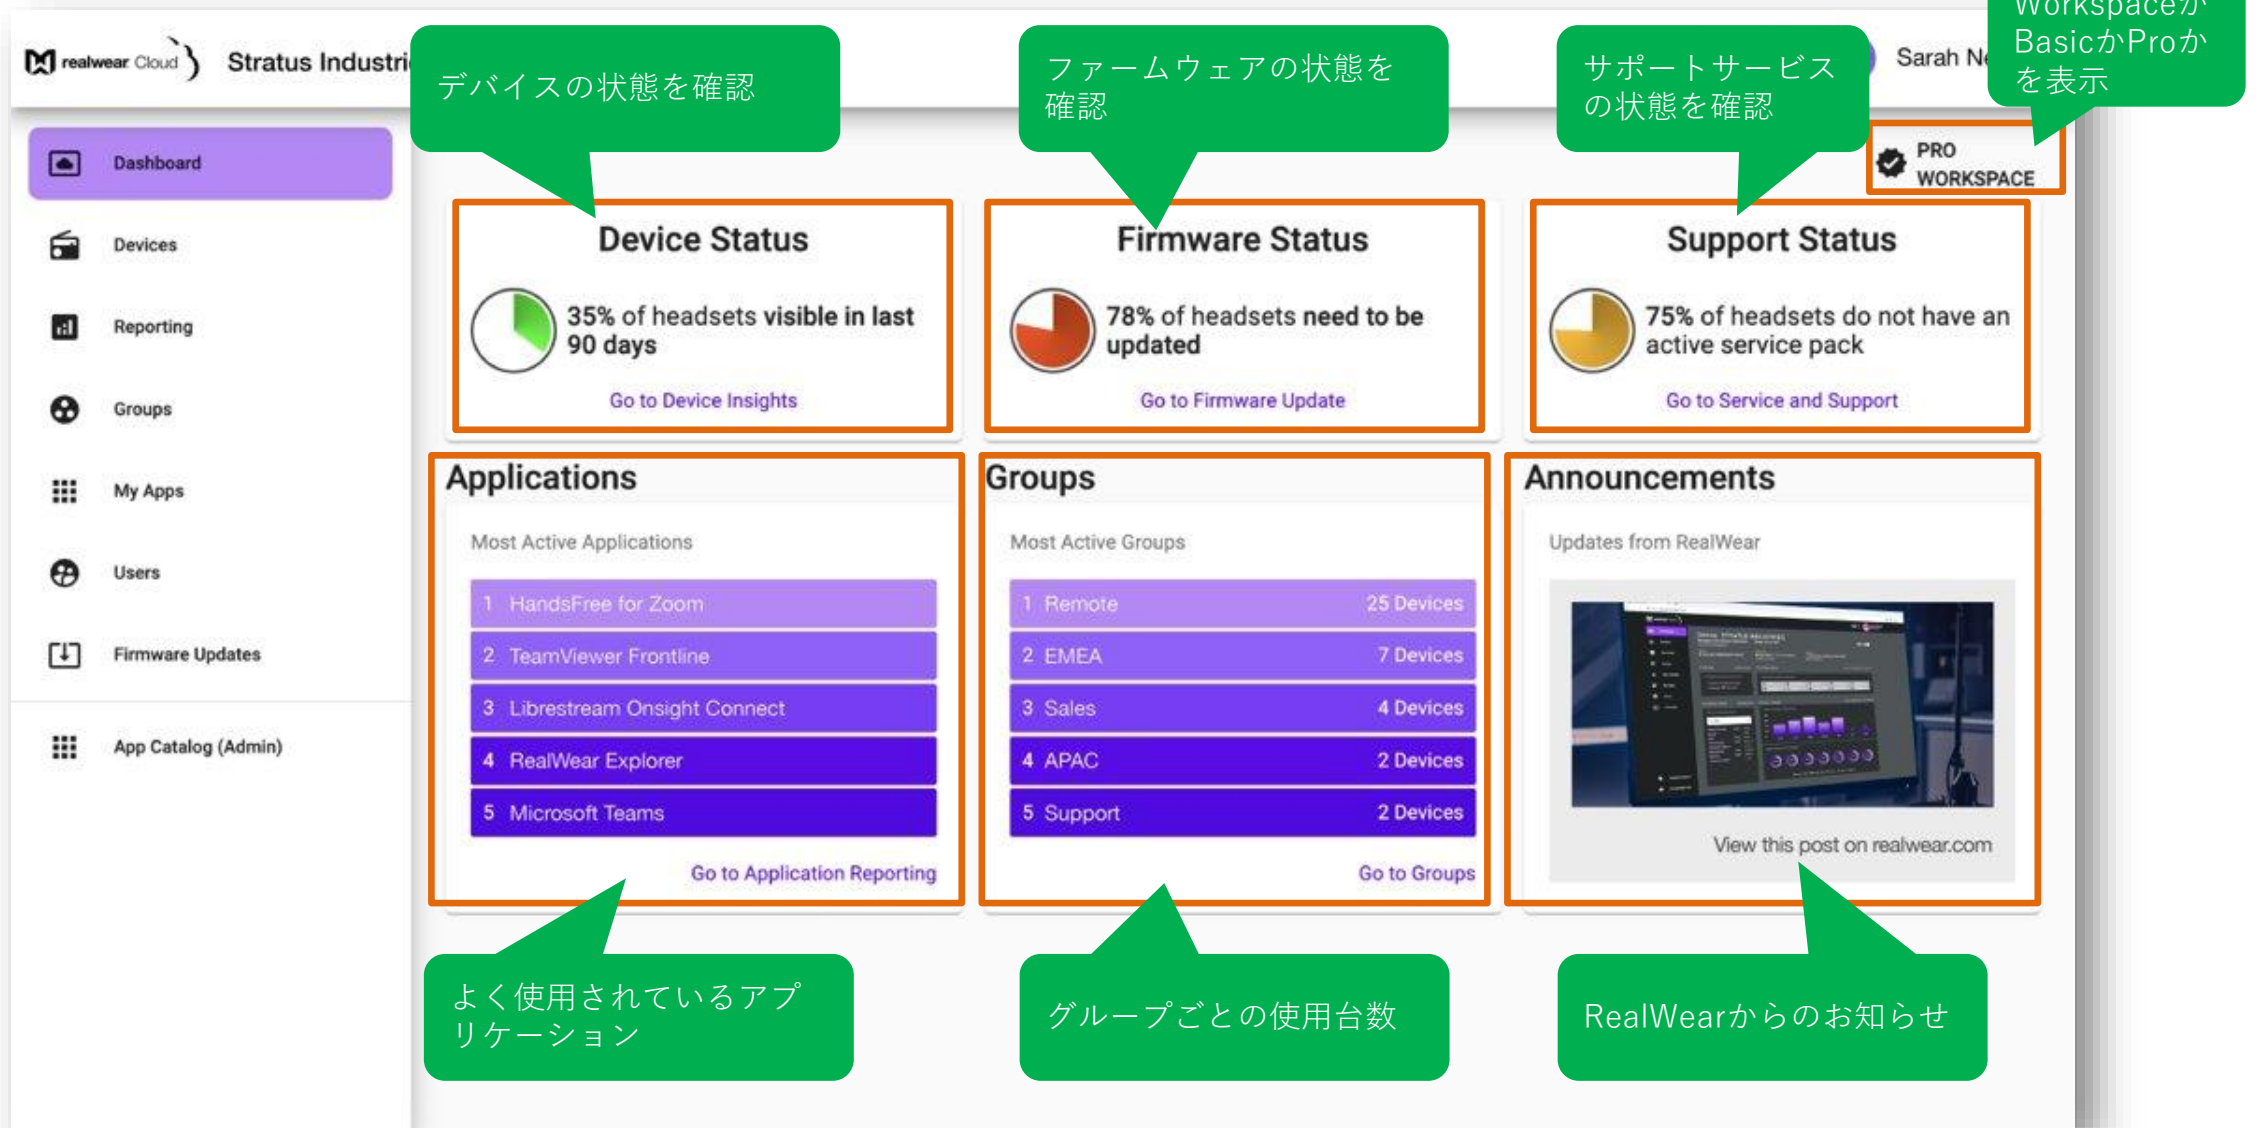 Workspaceが
BasicかProか
を表示
realwear Cloud
Stratus Industri
デバイスの状態を確認
ファームウェアの状態を
確認
サポートサービス
の状態を確認
Sarah Ne
Dashboard
Devices
Reporting
Groups
My Apps
Users
Firmware Updates
App Catalog (Admin)
PRO
WORKSPACE
Device Status
35% of headsets visible in last
90 days
Go to Device Insights
Firmware Status
78% of headsets need to be
updated
Go to Firmware Update
Support Status
75% of headsets do not have an
active service pack
Go to Service and Support
Applications
Most Active Applications
1 HandsFree for Zoom
2 TeamViewer Frontline
3 Librestream Onsight Connect
4 RealWear Explorer
5 Microsoft Teams
Go to Application Reporting
Groups
Most Active Groups
1 Remote 25 Devices
2 EMEA 7 Devices
3 Sales 4 Devices
4 APAC 2 Devices
5 Support 2 Devices
Go to Groups
Announcements
Updates from RealWear
View this post on realwear.com
よく使用されているアプ
リケーション
グループごとの使用台数
RealWearからのお知らせ